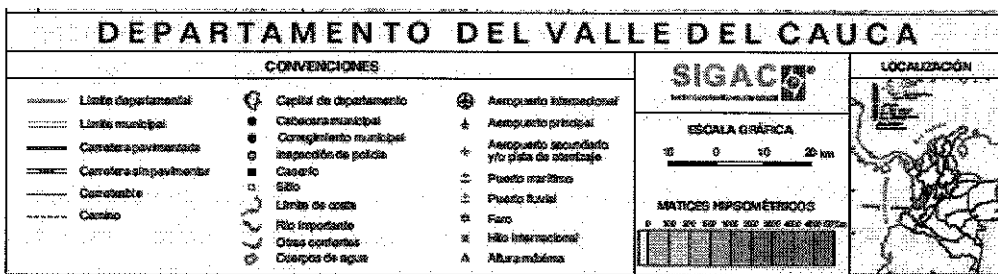 DEPARTAMENTO DEL VALLE DEL CAUCA
CONVENCIONES
Límite departamental
Límite municipal
Carretera pavimentada
Carretera sin pavimentar
Carreteable
Camino
Capital de departamento
Cabecera municipal
Corregimiento municipal
Inspección de policía
Caserío
Sitio
Límite de costa
Río importante
Otras corrientes
Cuerpos de agua
Aeropuerto internacional
Aeropuerto principal
Aeropuerto secundario
y/o pista de aterrizaje
Puerto marítimo
Puerto fluvial
Faro
Hito internacional
Altura máxima
SIGAC
ESCALA GRÁFICA
10 0 10 20 km
MATICES HIPSOMÉTRICOS
LOCALIZACIÓN